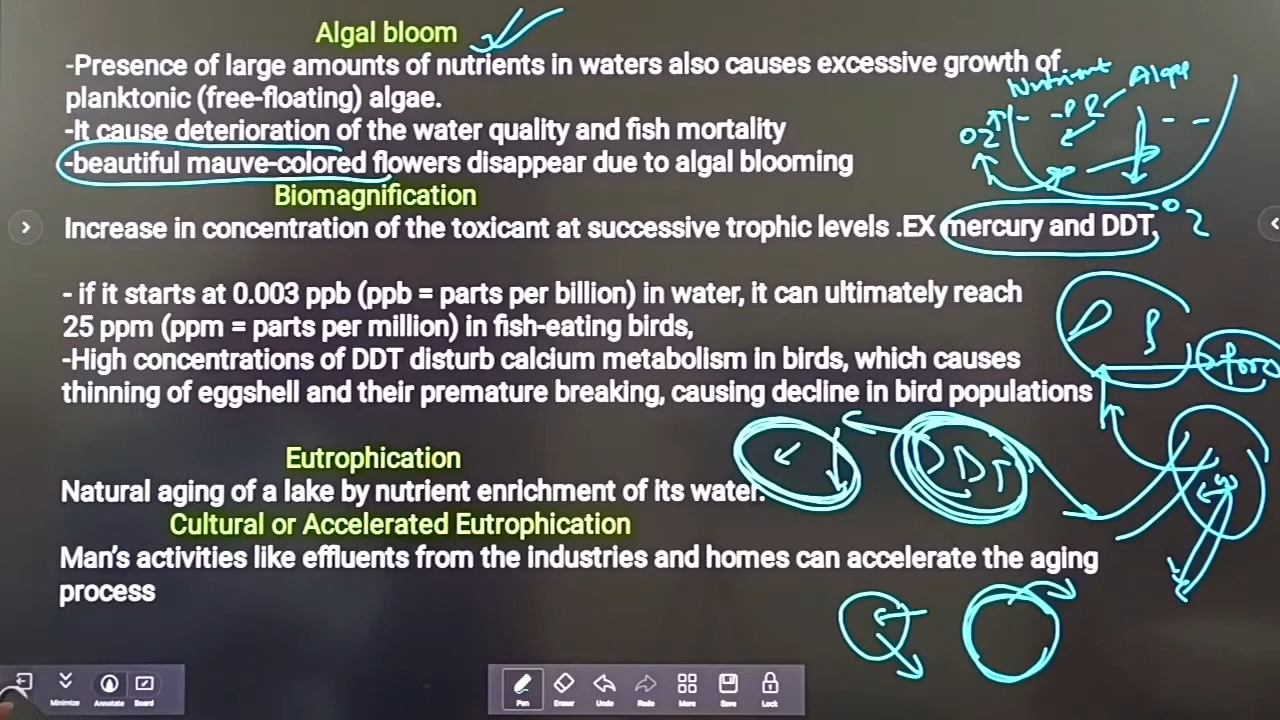 Algal bloom
-Presence of large amounts of nutrients in waters also causes excessive growth of
planktonic (free-floating) algae.
Nutrient Algae
-It cause deterioration of the water quality and fish mortality
O2
-beautiful mauve-colored flowers disappear due to algal blooming
Biomagnification
Increase in concentration of the toxicant at successive trophic levels .EX mercury and DDT,
O2
- if it starts at 0.003 ppb (ppb = parts per billion) in water, it can ultimately reach
25 ppm (ppm = parts per million) in fish-eating birds,
-High concentrations of DDT disturb calcium metabolism in birds, which causes
thinning of eggshell and their premature breaking, causing decline in bird populations
DDT
Eutrophication
Natural aging of a lake by nutrient enrichment of its water.
Cultural or Accelerated Eutrophication
Man's activities like effluents from the industries and homes can accelerate the aging
process
Minimize Annotate Board Pen Eraser Undo Redo More Save Lock